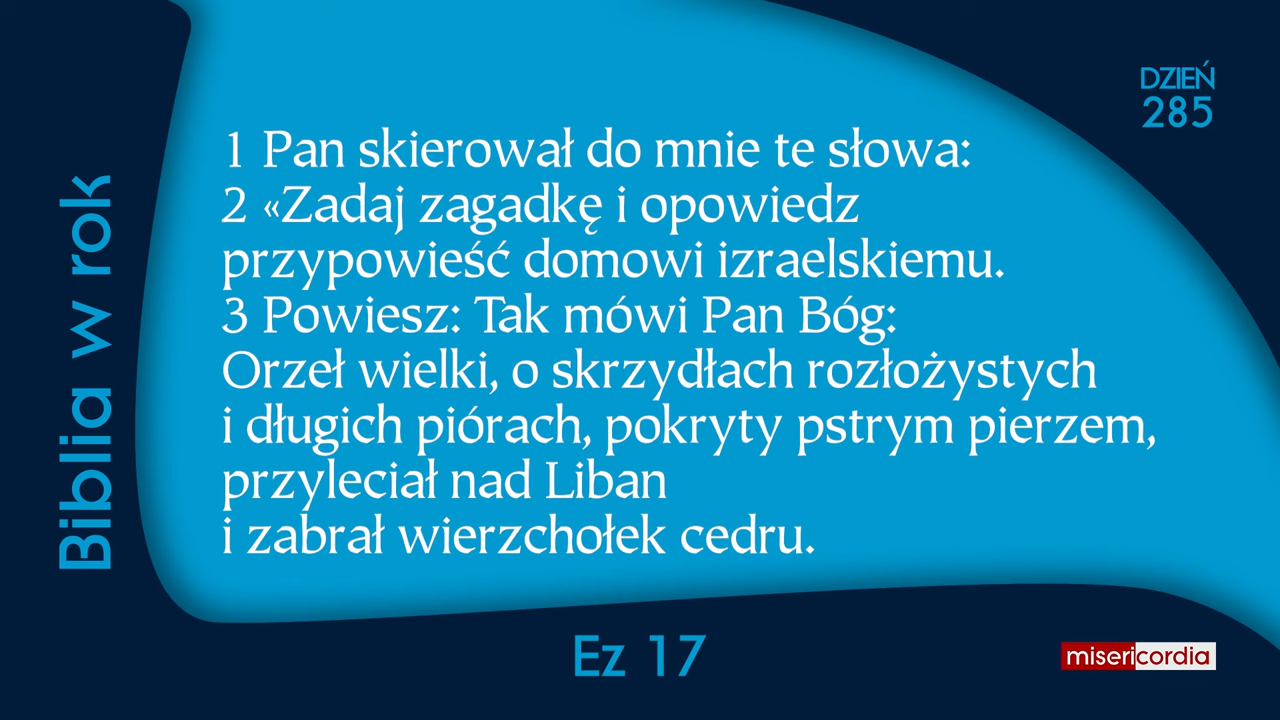 DZIEŃ
285
1 Pan skierował do mnie te słowa:
2 «Zadaj zagadkę i opowiedz
przypowieść domowi izraelskiemu.
3 Powiesz: Tak mówi Pan Bóg:
Orzeł wielki, o skrzydłach rozłożystych
i długich piórach, pokryty pstrym pierzem,
przyleciał nad Liban
i zabrał wierzchołek cedru.
Biblia w rok
Ez 17
misericordia